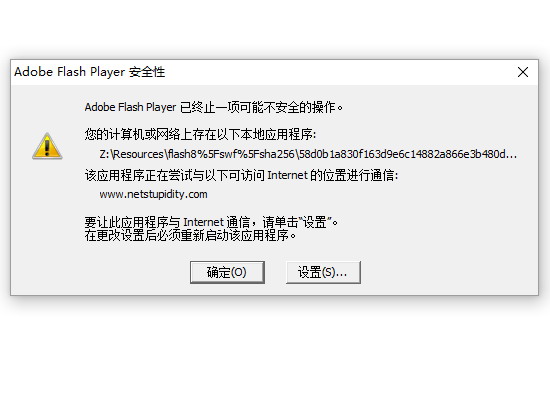 Adobe Flash Player 安全性
Adobe Flash Player 已终止一项可能不安全的操作。
您的计算机或网络上存在以下本地应用程序:
Z:\Resources\flash8%5Fswf%5Fsha256\58d0b1a830f163d9e6c14882a866e3b480d...
该应用程序正在尝试与以下可访问 Internet 的位置进行通信:
www.netstupidity.com
要让此应用程序与 Internet 通信，请单击“设置”。
在更改设置后必须重新启动该应用程序。
确定(O) 设置(S)...